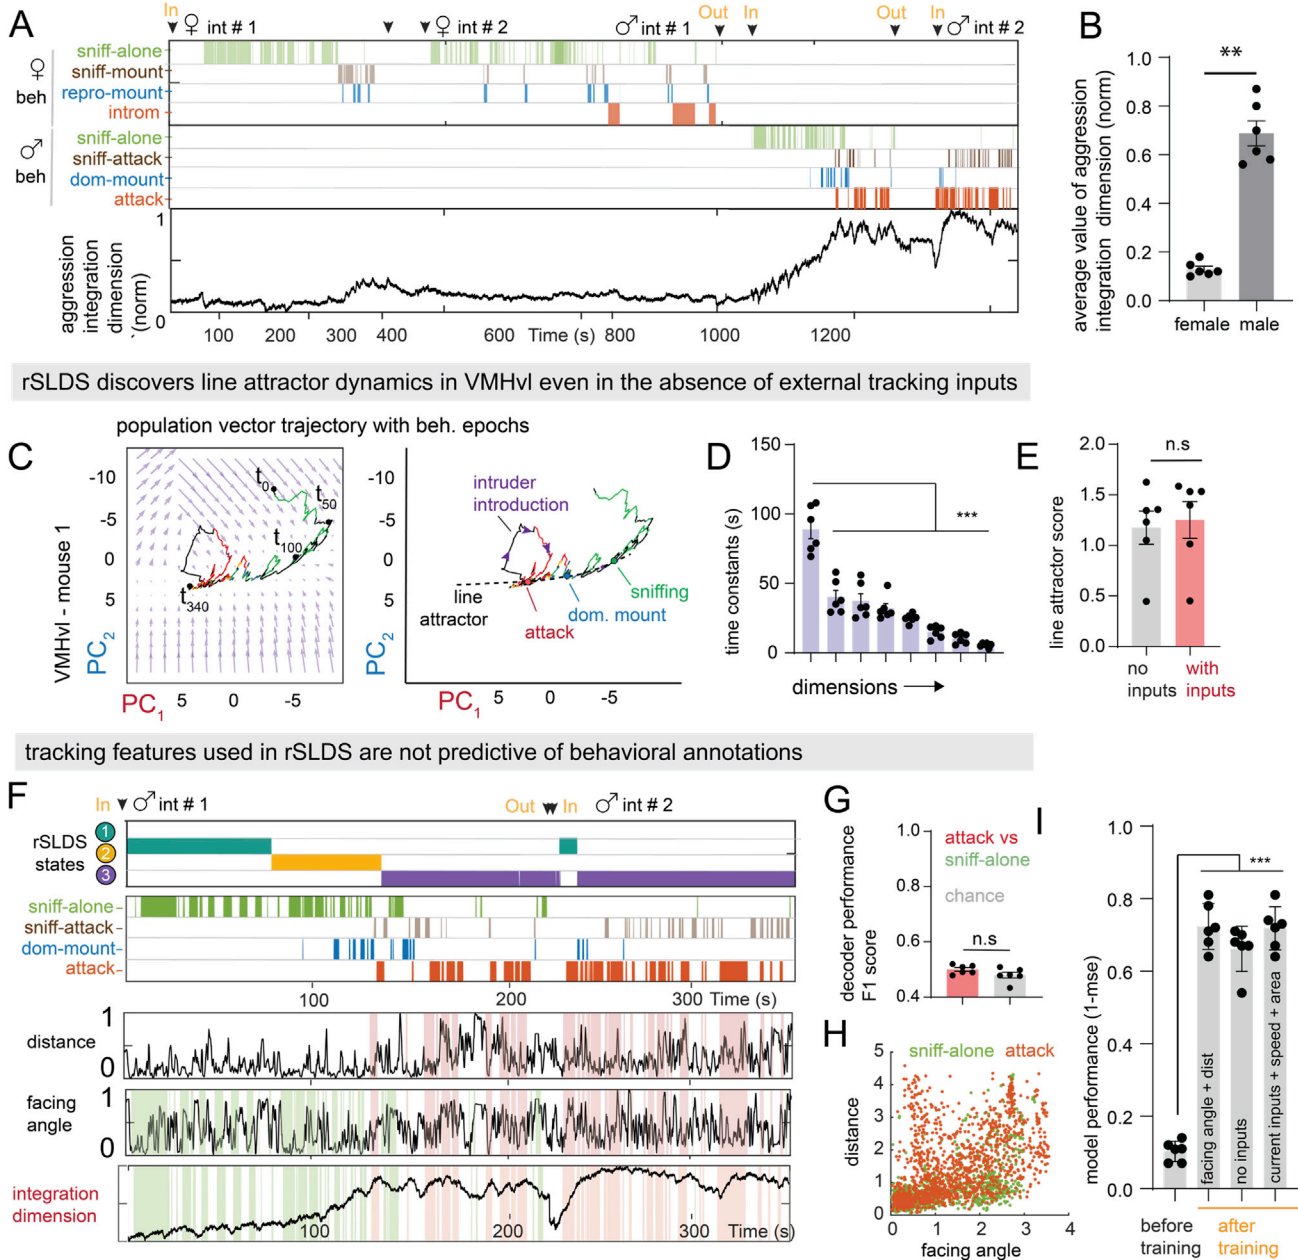 A
In
♀ int # 1
♀ int # 2
♂ int # 1
Out
In
Out
In
♂ int # 2
♀
beh
sniff-alone
sniff-mount
repro-mount
introm
♂
beh
sniff-alone
sniff-attack
dom-mount
attack
aggression
integration
dimension
(norm)
1
0
100 200 300 400 600 Time (s) 800 1000 1200
B
**
average value of aggression
integration dimension (norm)
1.0
0.8
0.6
0.4
0.2
0.0
female male
rSLDS discovers line attractor dynamics in VMHvl even in the absence of external tracking inputs
population vector trajectory with beh. epochs
C
VMHvl - mouse 1
PC2
-10
-5
0
5
t0
t50
t100
t340
PC1 5 0 -5
PC2
-10
-5
0
5
intruder
introduction
line
attractor
sniffing
dom. mount
attack
PC1 5 0 -5
D
time constants (s)
150
100
50
0
***
dimensions
E
line attractor score
2.0
1.5
1.0
0.5
0.0
n.s
no
inputs
with
inputs
tracking features used in rSLDS are not predictive of behavioral annotations
F
In ♂ int # 1
Out In ♂ int # 2
rSLDS
states
1
2
3
sniff-alone
sniff-attack
dom-mount
attack
100 200 300 Time (s)
distance
1
0
facing
angle
1
0
integration
dimension
100 200 300 Time (s)
G
decoder performance
F1 score
1.0
0.8
0.6
0.4
attack vs
sniff-alone
chance
n.s
H
sniff-alone attack
distance
5
4
3
2
1
0
0 1 2 3 4
facing angle
I
model performance (1-mse)
1.0
0.8
0.6
0.4
0.2
0.0
***
facing angle + dist
no inputs
current inputs + speed + area
before
training
after
training